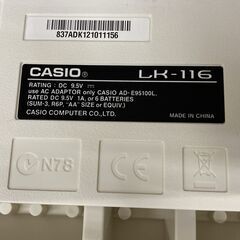 837ADK121011156
CASIO LK-116
RATING : DC 9.5V ⎓
use AC ADAPTOR only CASIO AD-E95100L.
RATED DC 9.5V 1A, or 6 BATTERIES
(SUM-3, R6P, "AA" SIZE or EQUIV).
CASIO COMPUTER CO.,LTD. MADE IN CHINA
N78 CE